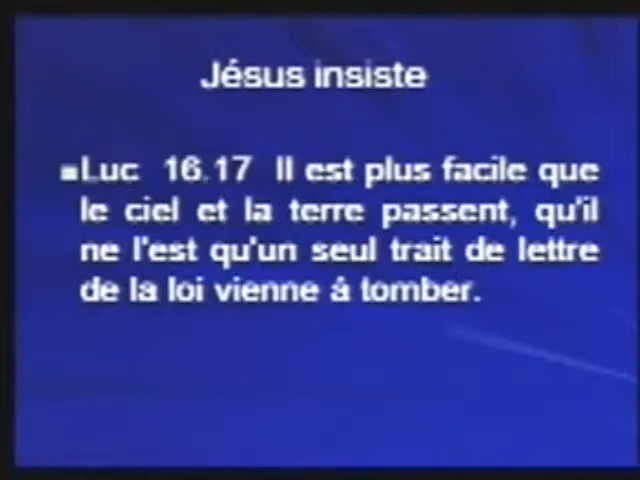 Jésus insiste
▪Luc 16.17 Il est plus facile que
le ciel et la terre passent, qu'il
ne l'est qu'un seul trait de lettre
de la loi vienne á tomber.